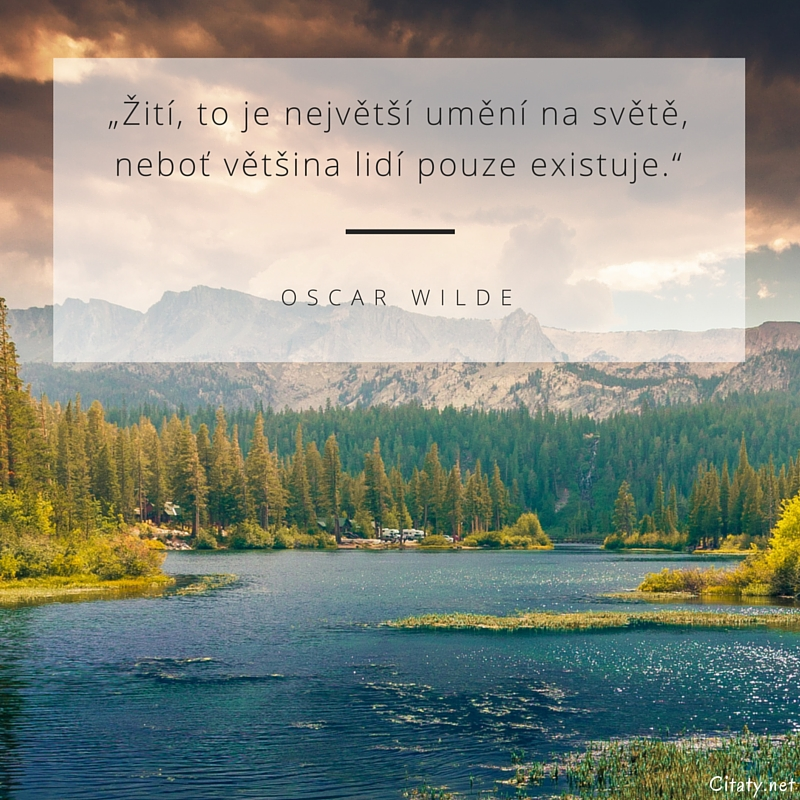 „Žití, to je největší umění na světě,
neboť většina lidí pouze existuje.“
OSCAR WILDE
Citaty.net